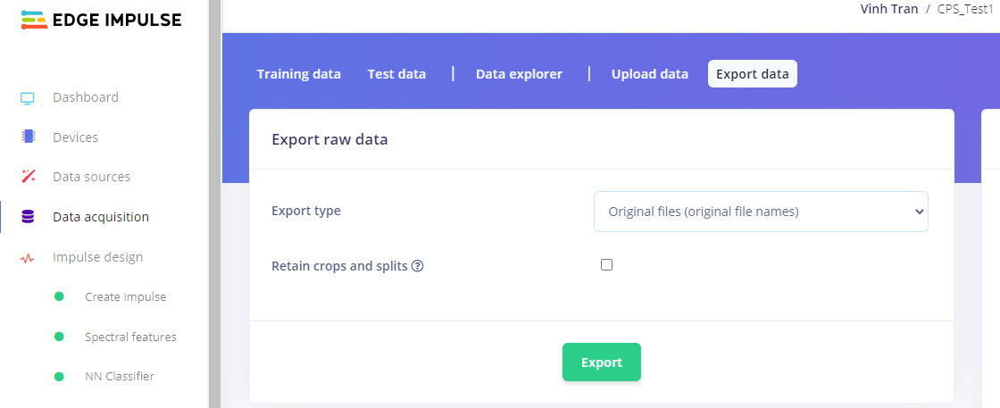 EDGE IMPULSE
Vinh Tran / CPS_Test1
Dashboard
Devices
Data sources
Data acquisition
Impulse design
Create impulse
Spectral features
NN Classifier
Training data Test data | Data explorer | Upload data Export data
Export raw data
Export type Original files (original file names)
Retain crops and splits ?
Export